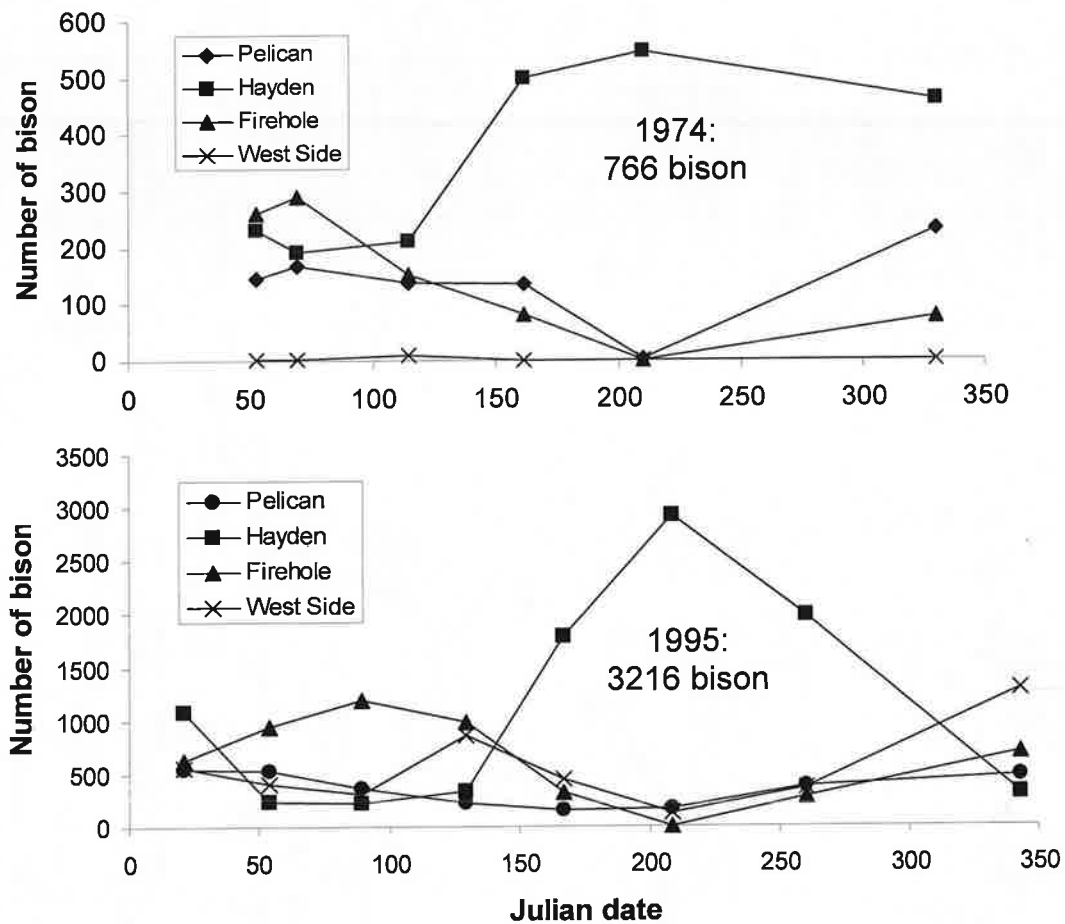 Number of bison
600
500
400
300
200
100
0
Pelican
Hayden
Firehole
West Side
1974:
766 bison
0
50
100
150
200
250
300
350
Number of bison
3500
3000
2500
2000
1500
1000
500
0
Pelican
Hayden
Firehole
West Side
1995:
3216 bison
0
50
100
150
200
250
300
350
Julian date